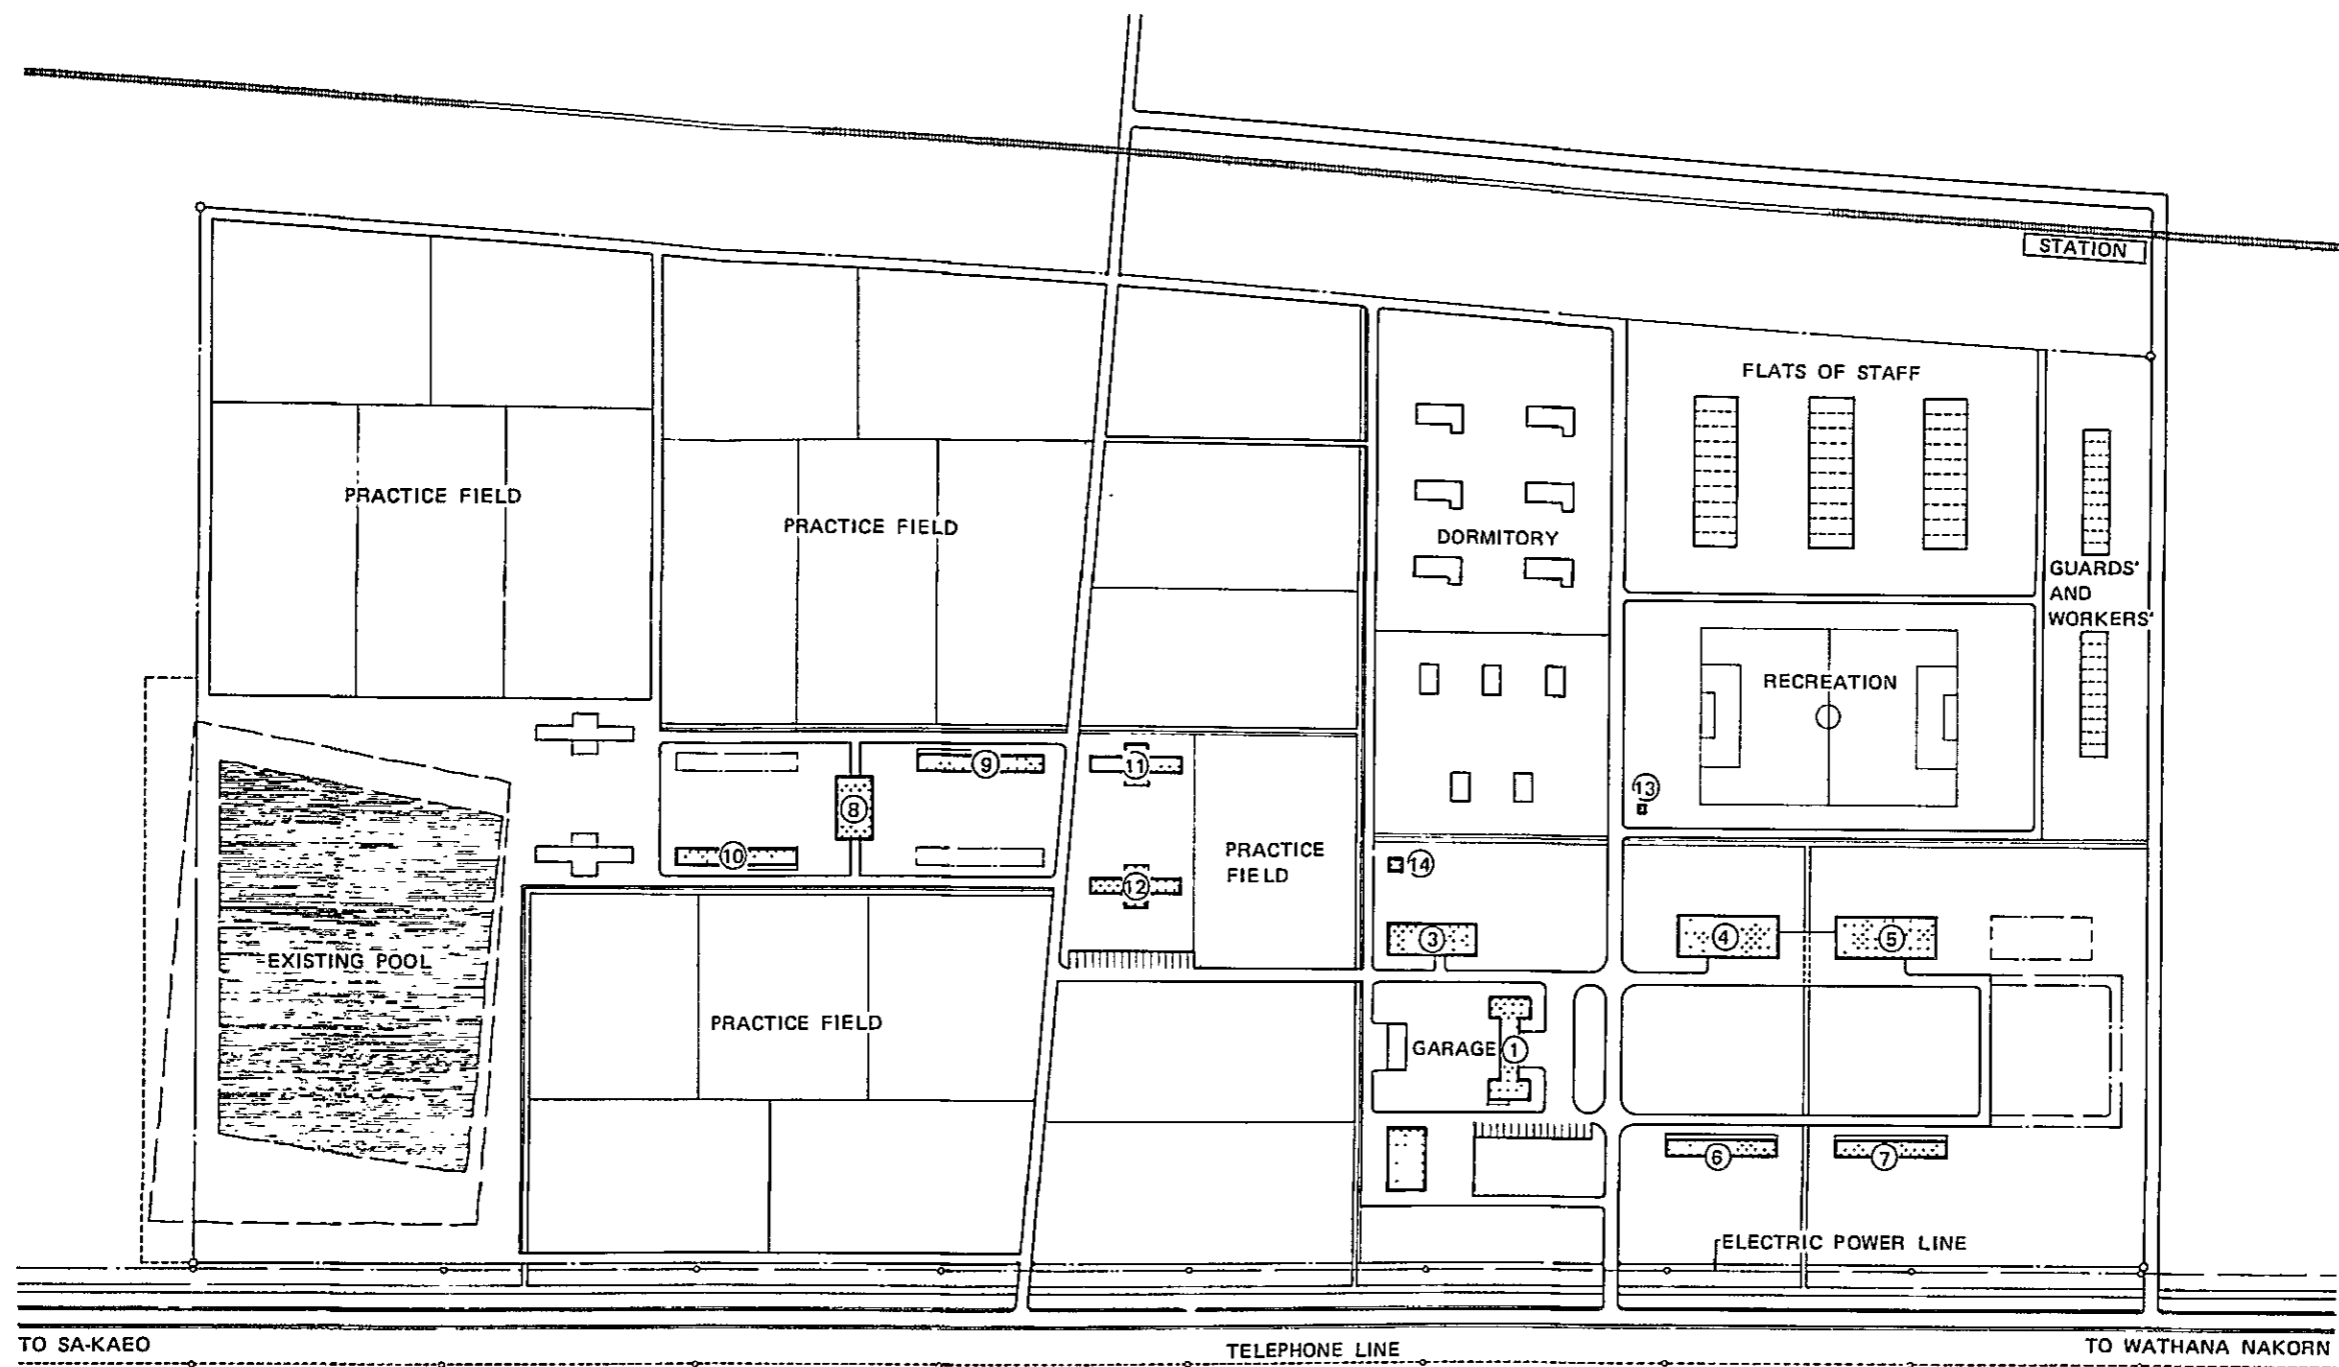 STATION
FLATS OF STAFF
PRACTICE FIELD
PRACTICE FIELD
DORMITORY
GUARDS'
AND
WORKERS'
RECREATION
13
9
11
8
10
12
PRACTICE
FIELD
14
3
4
5
EXISTING POOL
PRACTICE FIELD
GARAGE
1
6
7
ELECTRIC POWER LINE
TO SA-KAEO
TELEPHONE LINE
TO WATHANA NAKORN